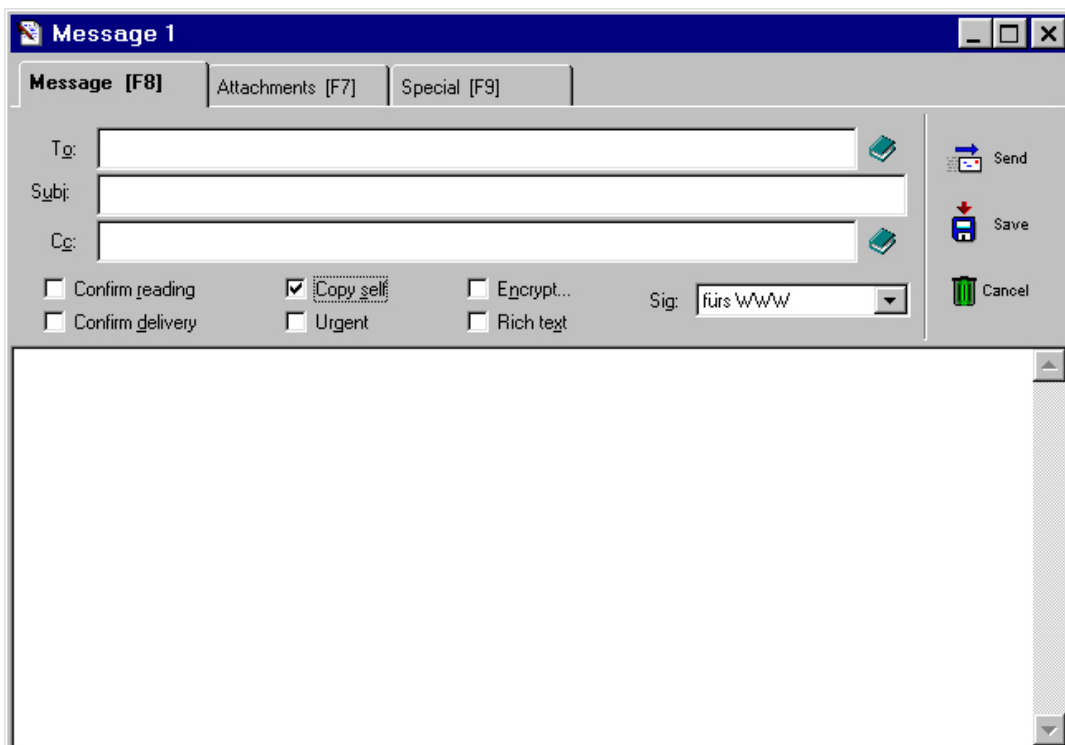 Message 1
Message [F8]
Attachments [F7]
Special [F9]
To:
Send
Subj:
Save
Cc:
Confirm reading
Copy self
Encrypt...
Sig:
fürs WWW
Cancel
Confirm delivery
Urgent
Rich text